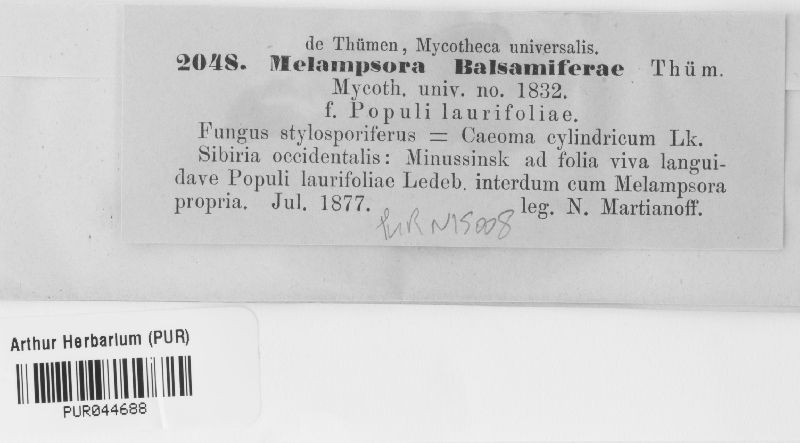 de Thümen, Mycotheca universalis.
2048. Melampsora Balsamiferae Thüm.
Mycoth. univ. no. 1832.
f. Populi laurifoliae.
Fungus stylosporiferus = Caeoma cylindricum Lk.
Sibiria occidentalis: Minussinsk ad folia viva langui-
dave Populi laurifoliae Ledeb. interdum cum Melampsora
propria. Jul. 1877. leg. N. Martianoff.
PUR N15008
Arthur Herbarium (PUR)
PUR044688